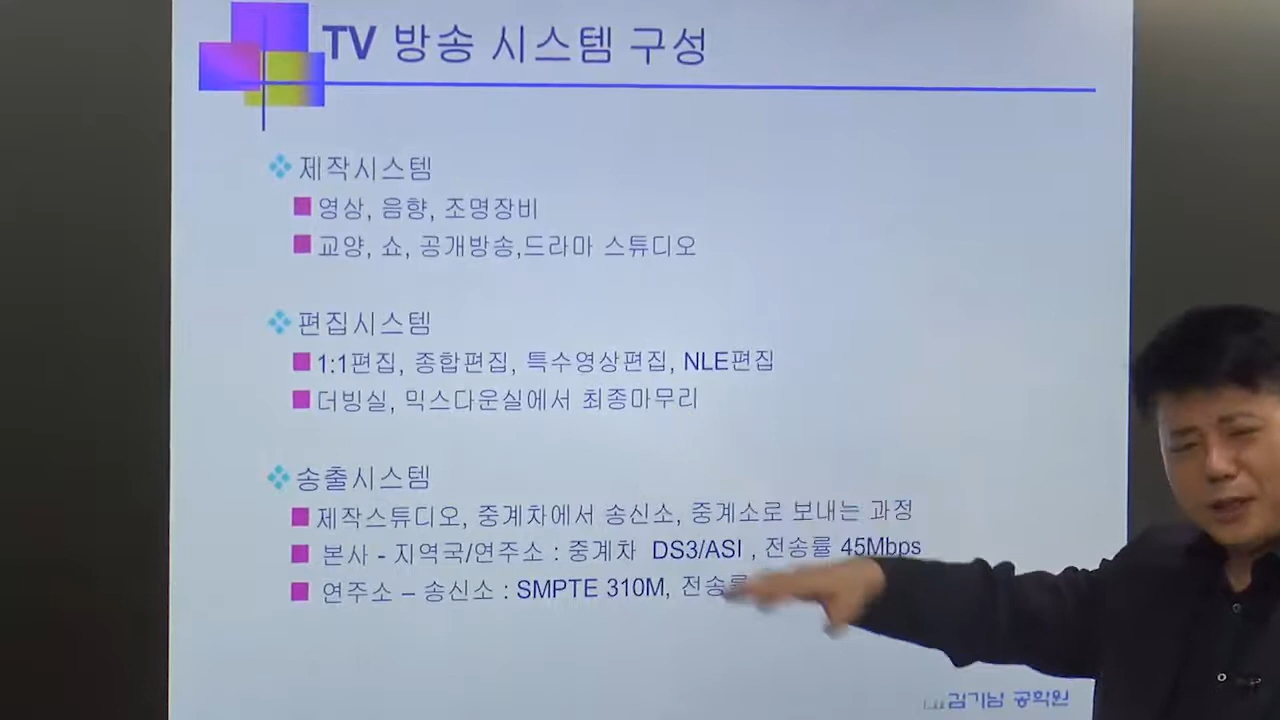 TV 방송 시스템 구성
제작시스템
영상, 음향, 조명장비
교양, 쇼, 공개방송,드라마 스튜디오
편집시스템
1:1편집, 종합편집, 특수영상편집, NLE편집
더빙실, 믹스다운실에서 최종마무리
송출시스템
제작스튜디오, 중계차에서 송신소, 중계소로 보내는 과정
본사 - 지역국/연주소 : 중계차 DS3/ASI , 전송률 45Mbps
연주소 – 송신소 : SMPTE 310M, 전송률
김기남 공학원